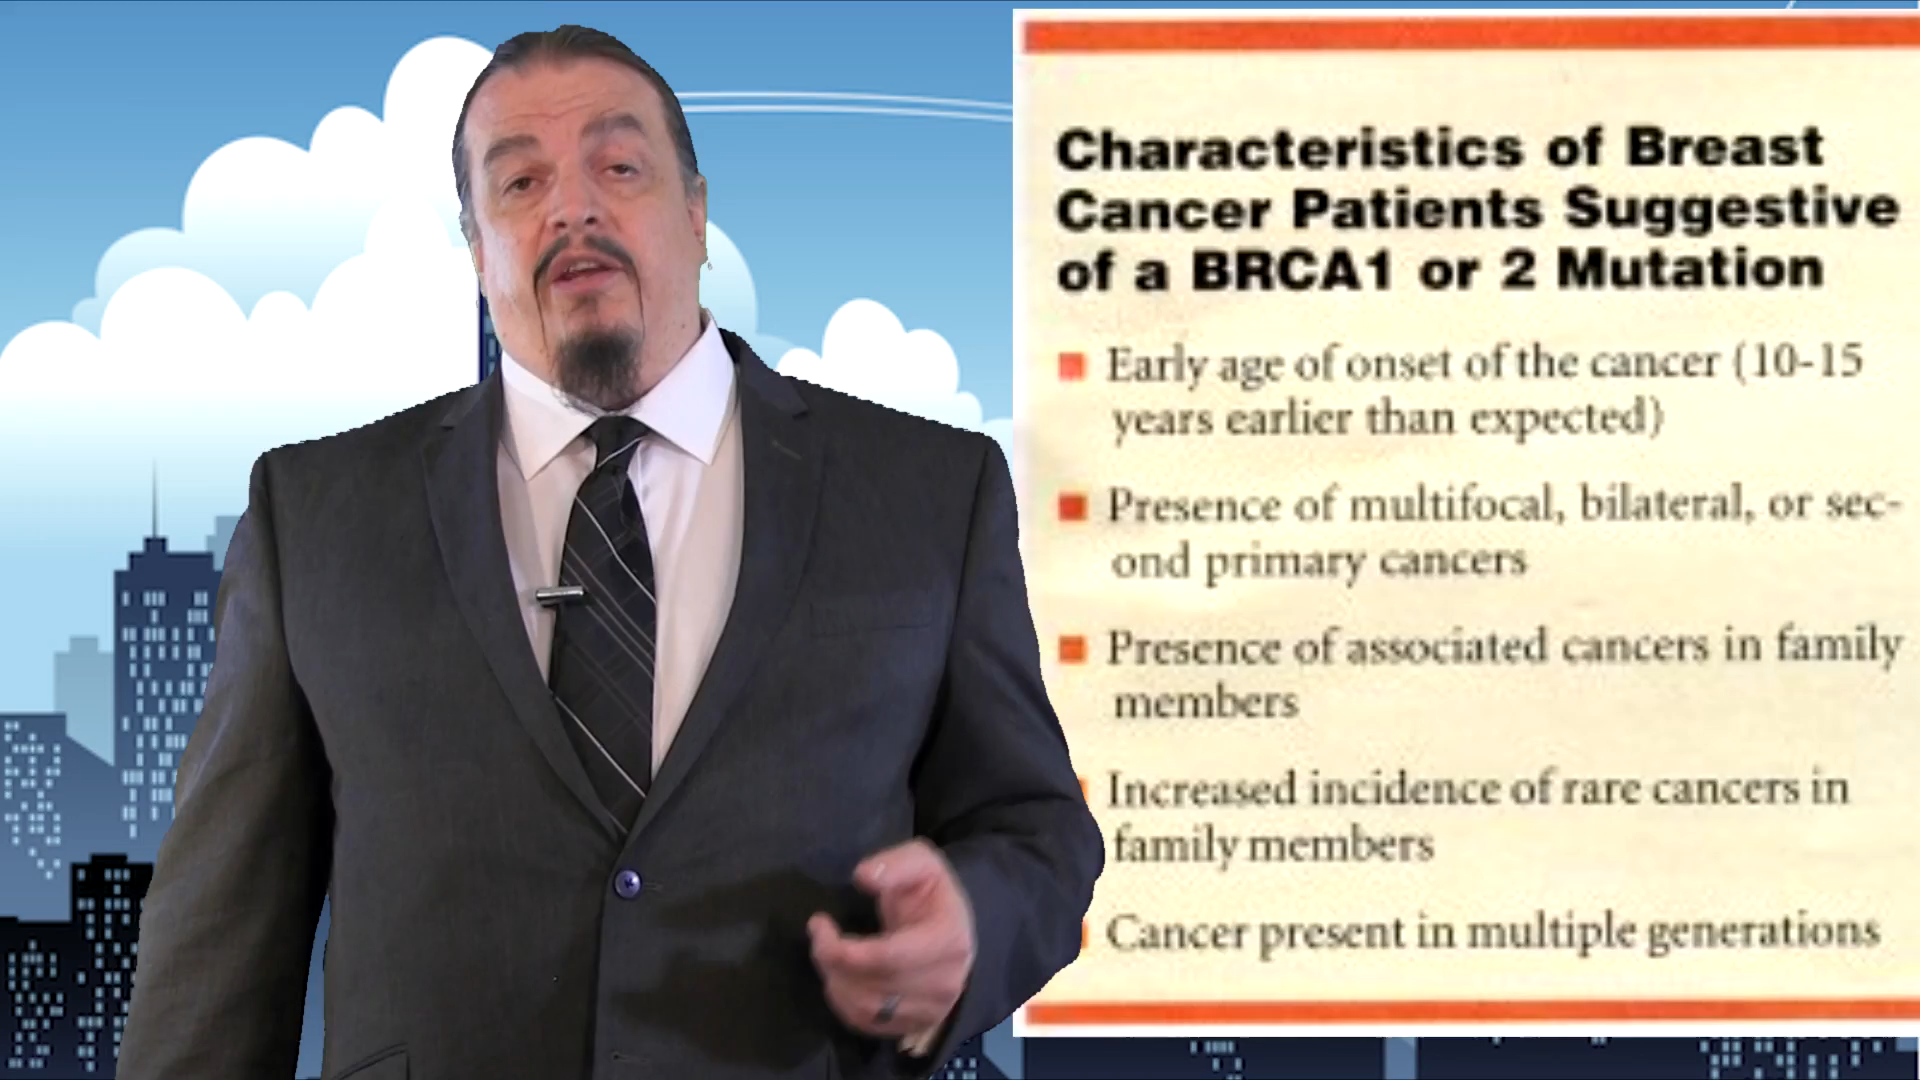 Characteristics of Breast
Cancer Patients Suggestive
of a BRCA1 or 2 Mutation
Early age of onset of the cancer (10-15
years earlier than expected)
Presence of multifocal, bilateral, or sec-
ond primary cancers
Presence of associated cancers in family
members
Increased incidence of rare cancers in
family members
Cancer present in multiple generations